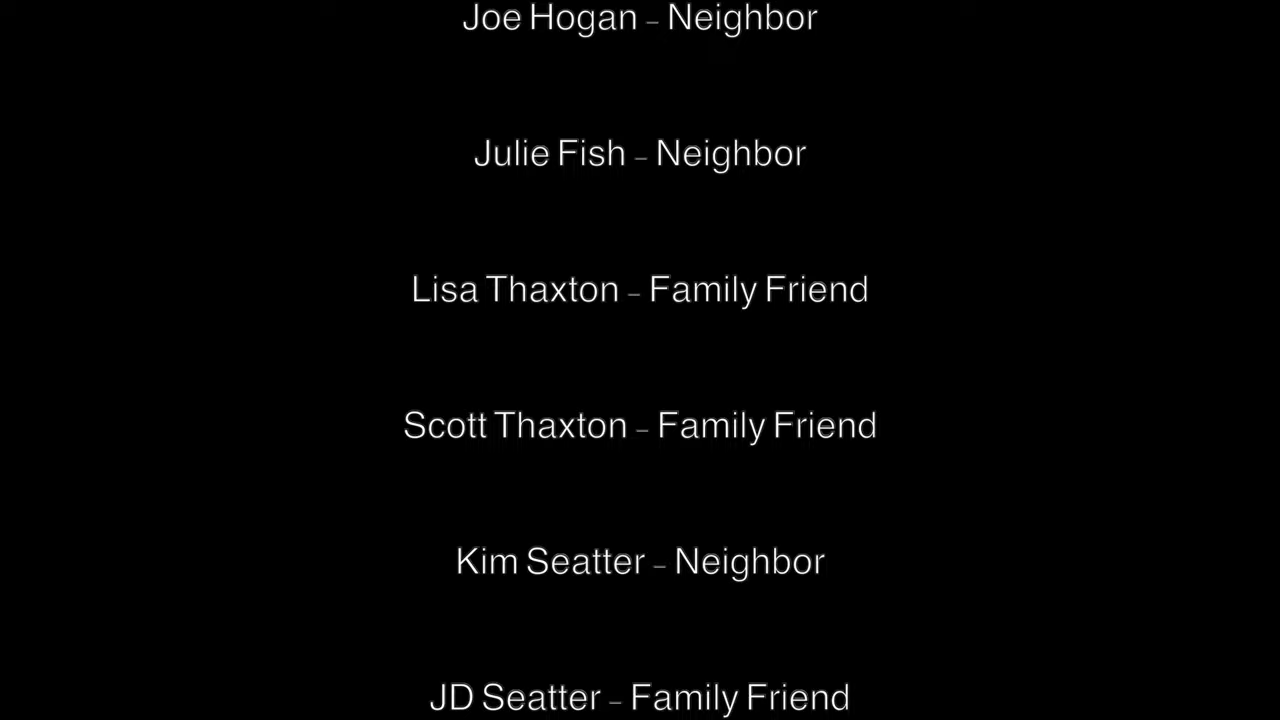 Joe Hogan – Neighbor
Julie Fish – Neighbor
Lisa Thaxton – Family Friend
Scott Thaxton – Family Friend
Kim Seatter – Neighbor
JD Seatter – Family Friend